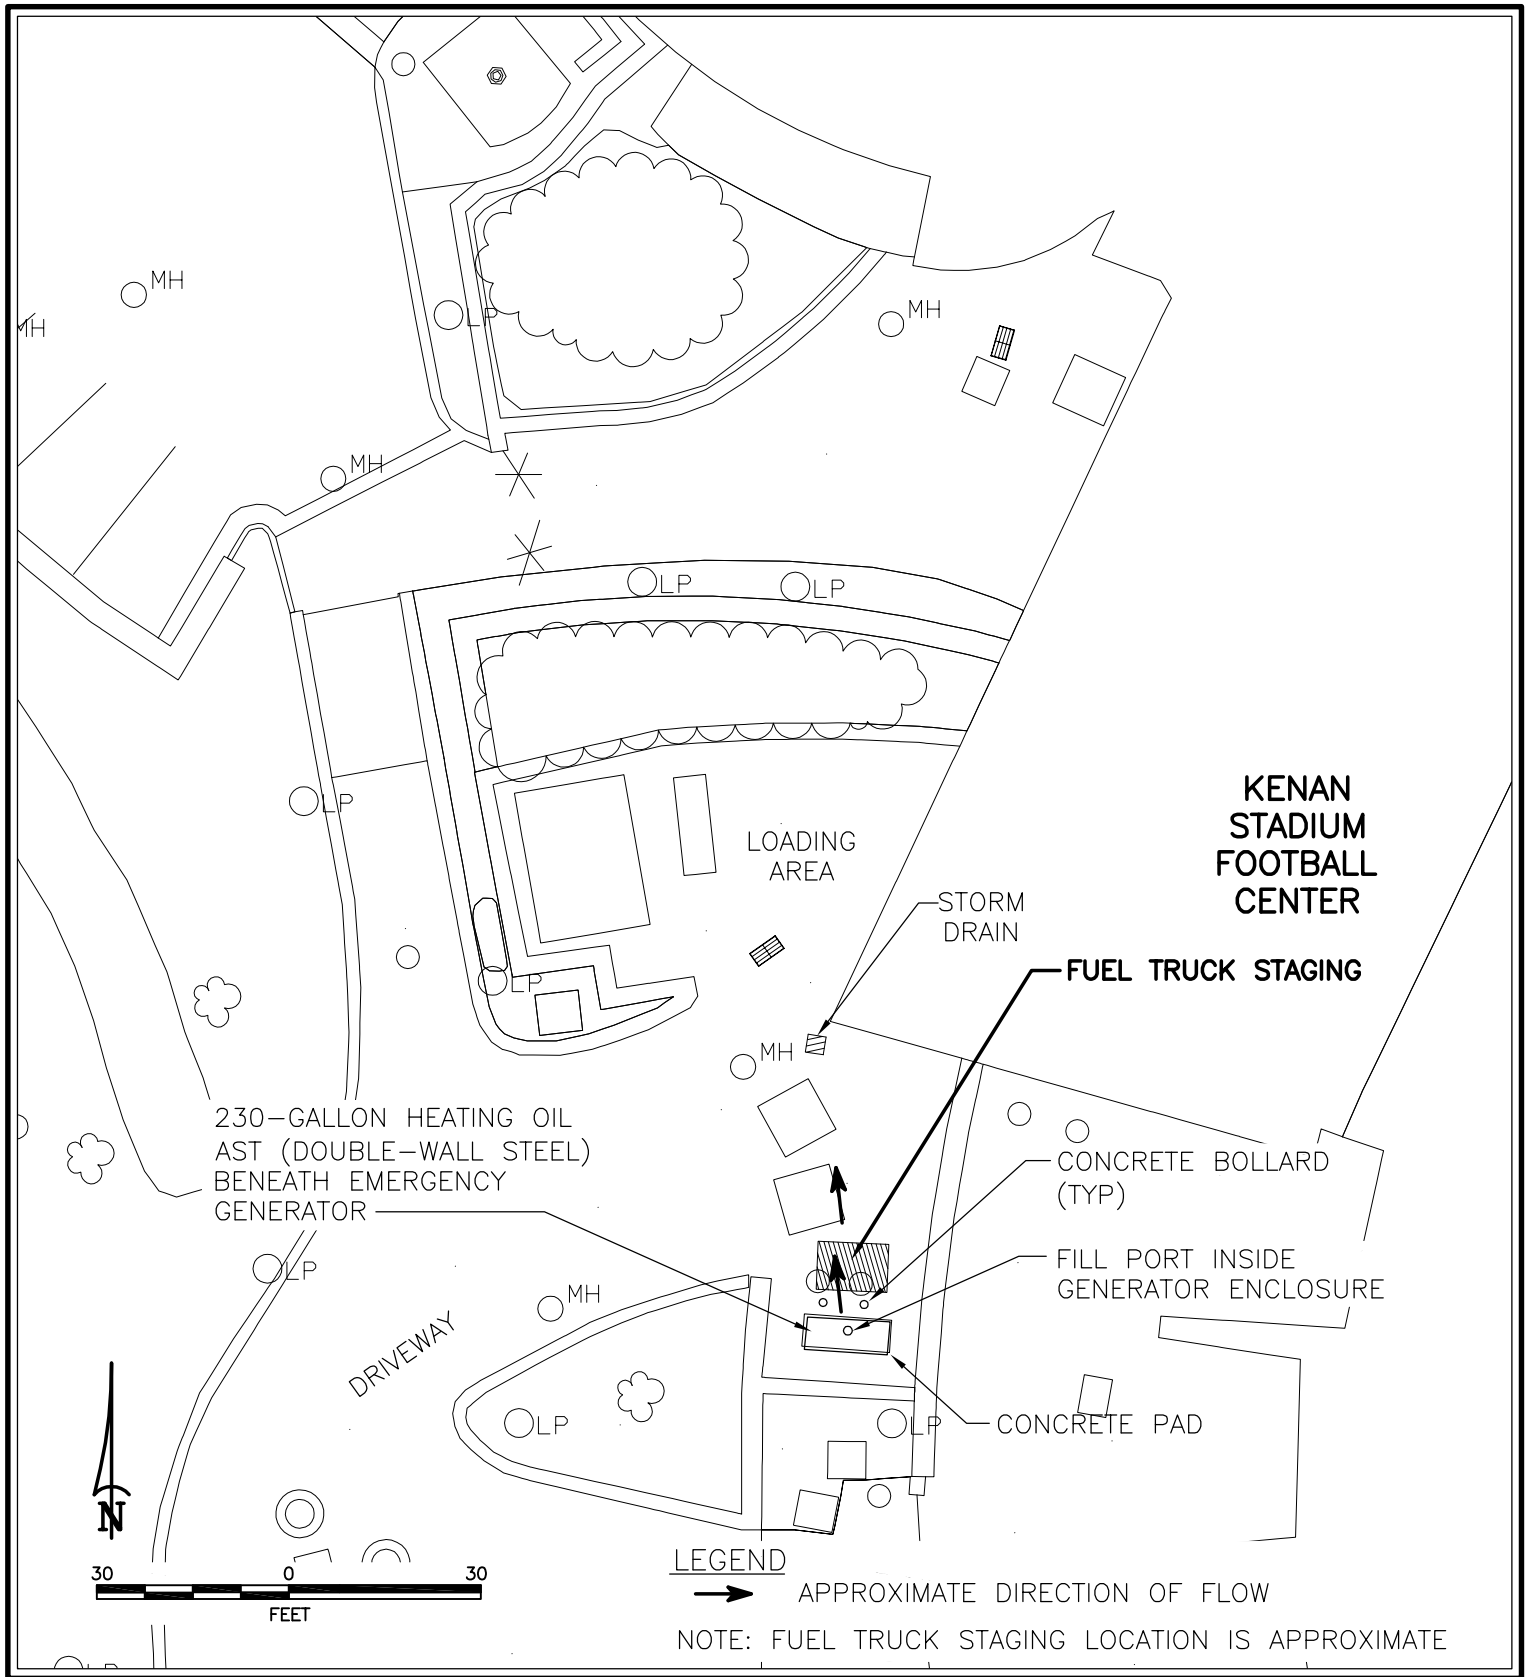 MH
MH
LP
MH
MH
LP
LP
LP
KENAN
STADIUM
FOOTBALL
CENTER
LOADING
AREA
STORM
DRAIN
FUEL TRUCK STAGING
LP
MH
230-GALLON HEATING OIL
AST (DOUBLE-WALL STEEL)
BENEATH EMERGENCY
GENERATOR
CONCRETE BOLLARD
(TYP)
FILL PORT INSIDE
GENERATOR ENCLOSURE
LP
MH
DRIVEWAY
LP
LP
CONCRETE PAD
N
30 0 30
FEET
LEGEND
APPROXIMATE DIRECTION OF FLOW
NOTE: FUEL TRUCK STAGING LOCATION IS APPROXIMATE
LP